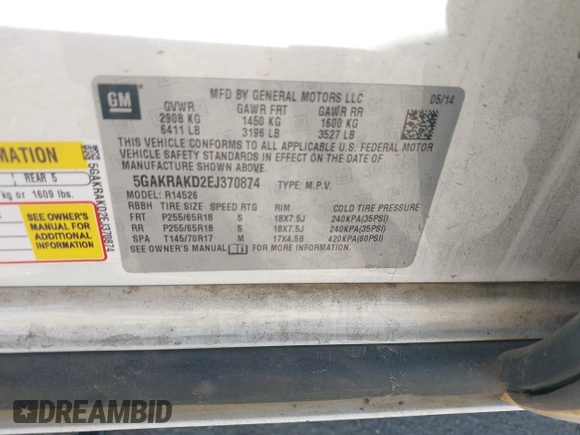 GM
MFD BY GENERAL MOTORS LLC 05/14
GVWR GAWR FRT GAWR RR
2908 KG 1450 KG 1600 KG
6411 LB 3196 LB 3527 LB
THIS VEHICLE CONFORMS TO ALL APPLICABLE U.S. FEDERAL MOTOR
VEHICLE SAFETY STANDARDS IN EFFECT ON THE DATE OF
MANUFACTURE SHOWN ABOVE.
5GAKRAKD2EJ370874 TYPE: M.P.V.
MODEL: R14526
RBBH TIRE SIZE SPEED RTG RIM COLD TIRE PRESSURE
FRT P255/65R18 S 18X7.5J 240KPA(35PSI)
RR P255/65R18 S 18X7.5J 240KPA(35PSI)
SPA T145/70R17 M 17X4.5B 420KPA(60PSI)
SEE OWNER'S MANUAL FOR MORE INFORMATION.
MATION
REAR 5
kg or 1609 lbs.
SEE OWNER'S
MANUAL FOR
ADDITIONAL
INFORMATION
5GAKRAKD2EJ370874
DREAMBID